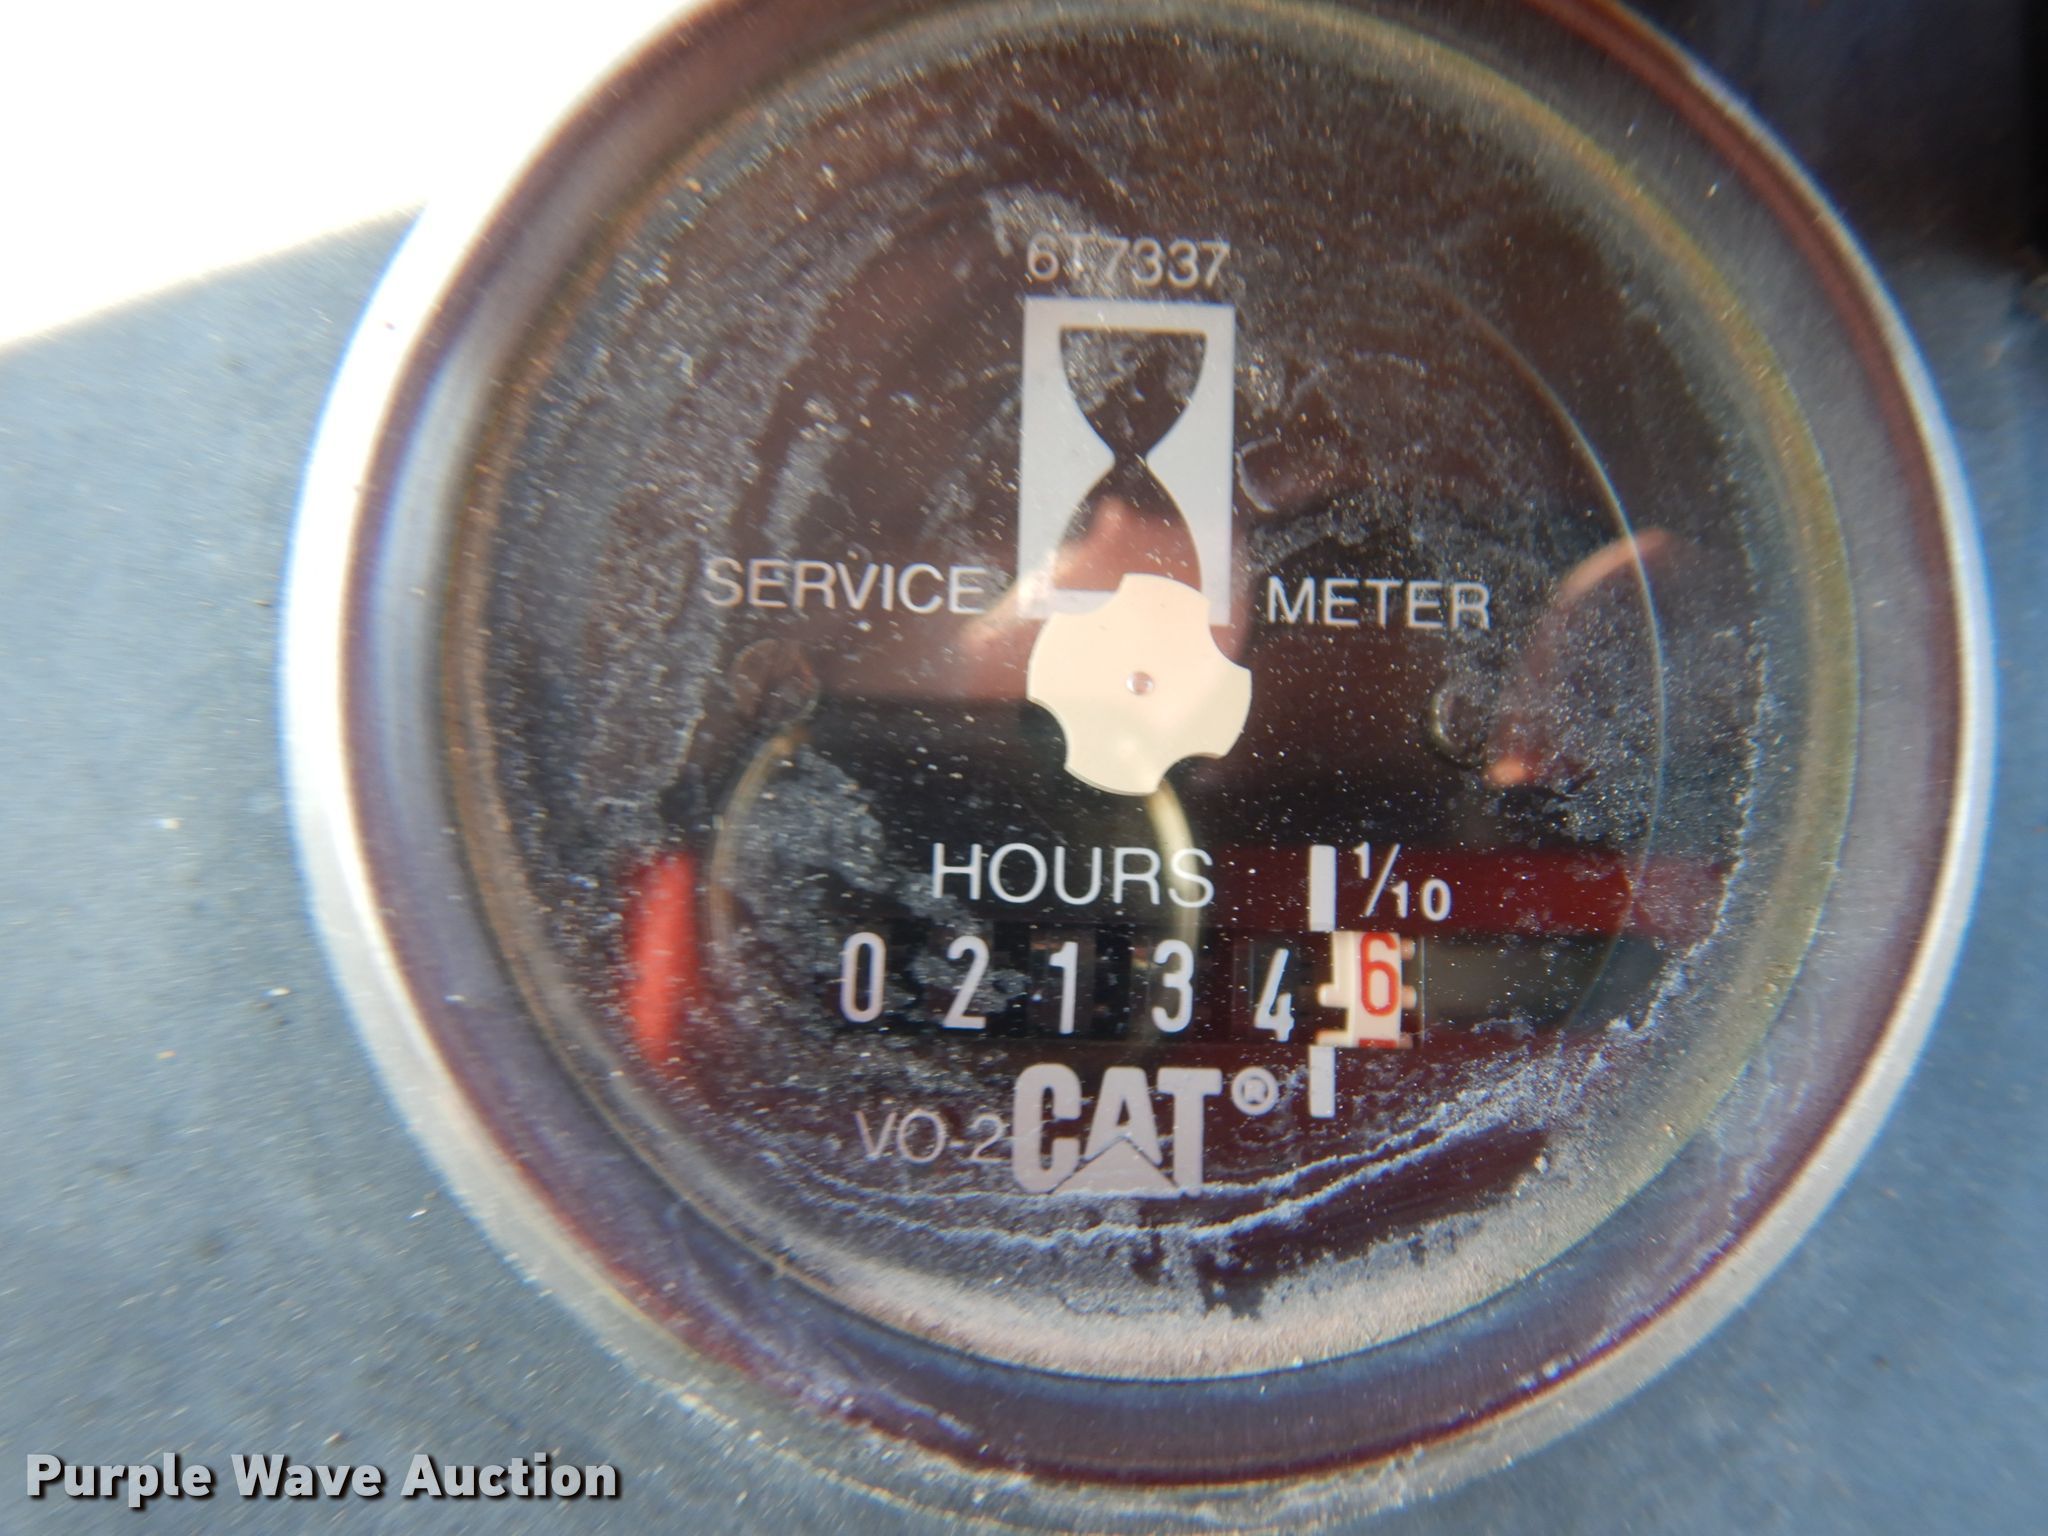 6T7337
SERVICE METER
HOURS 1/10
0 2 1 3 4 6
VO-2 CAT®
Purple Wave Auction